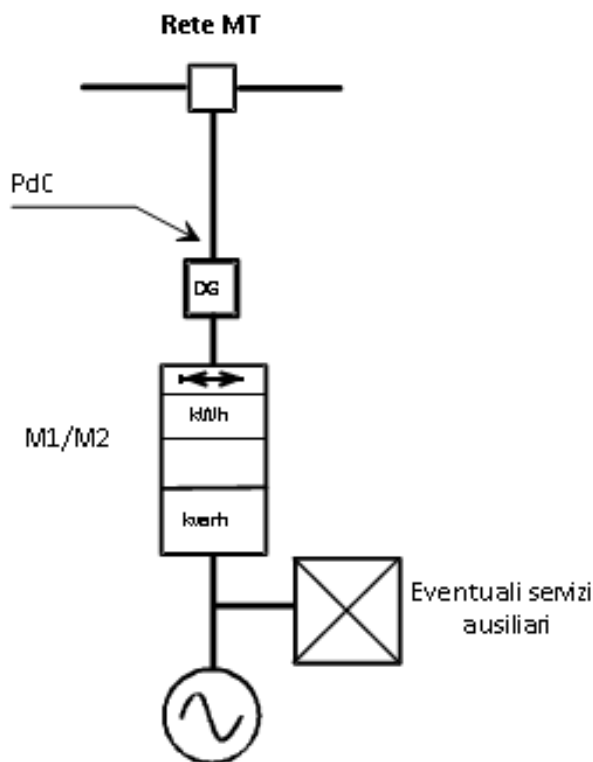 Rete MT
PdC
DG
kWh
M1/M2
kvarh
Eventuali servizi
ausiliari